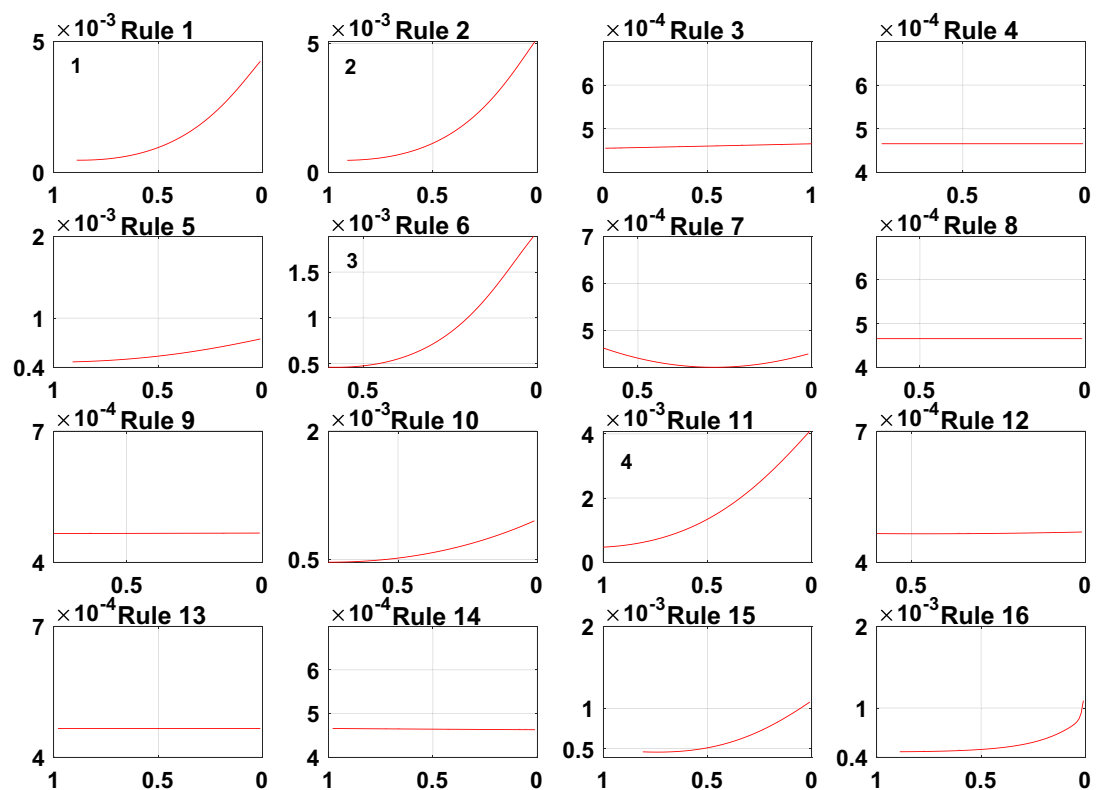 ×10-3 Rule 1
5
1
0
1 0.5 0
×10-3 Rule 2
5
2
0
1 0.5 0
×10-4 Rule 3
6
5
0 0.5 1
×10-4 Rule 4
6
5
4
0.5 0
×10-3 Rule 5
2
1
0.4
1 0.5 0
×10-3 Rule 6
1.5
3
1
0.5
0.5 0
×10-4 Rule 7
7
6
5
0.5 0
×10-4 Rule 8
6
5
4
0.5 0
×10-4 Rule 9
7
4
0.5 0
×10-3 Rule 10
2
0.5
0.5 0
×10-3 Rule 11
4
4
2
0
1 0.5 0
×10-4 Rule 12
7
4
0.5 0
×10-4 Rule 13
7
4
1 0.5 0
×10-4 Rule 14
6
5
4
1 0.5 0
×10-3 Rule 15
2
1
0.5
1 0.5 0
×10-3 Rule 16
2
1
0.4
1 0.5 0